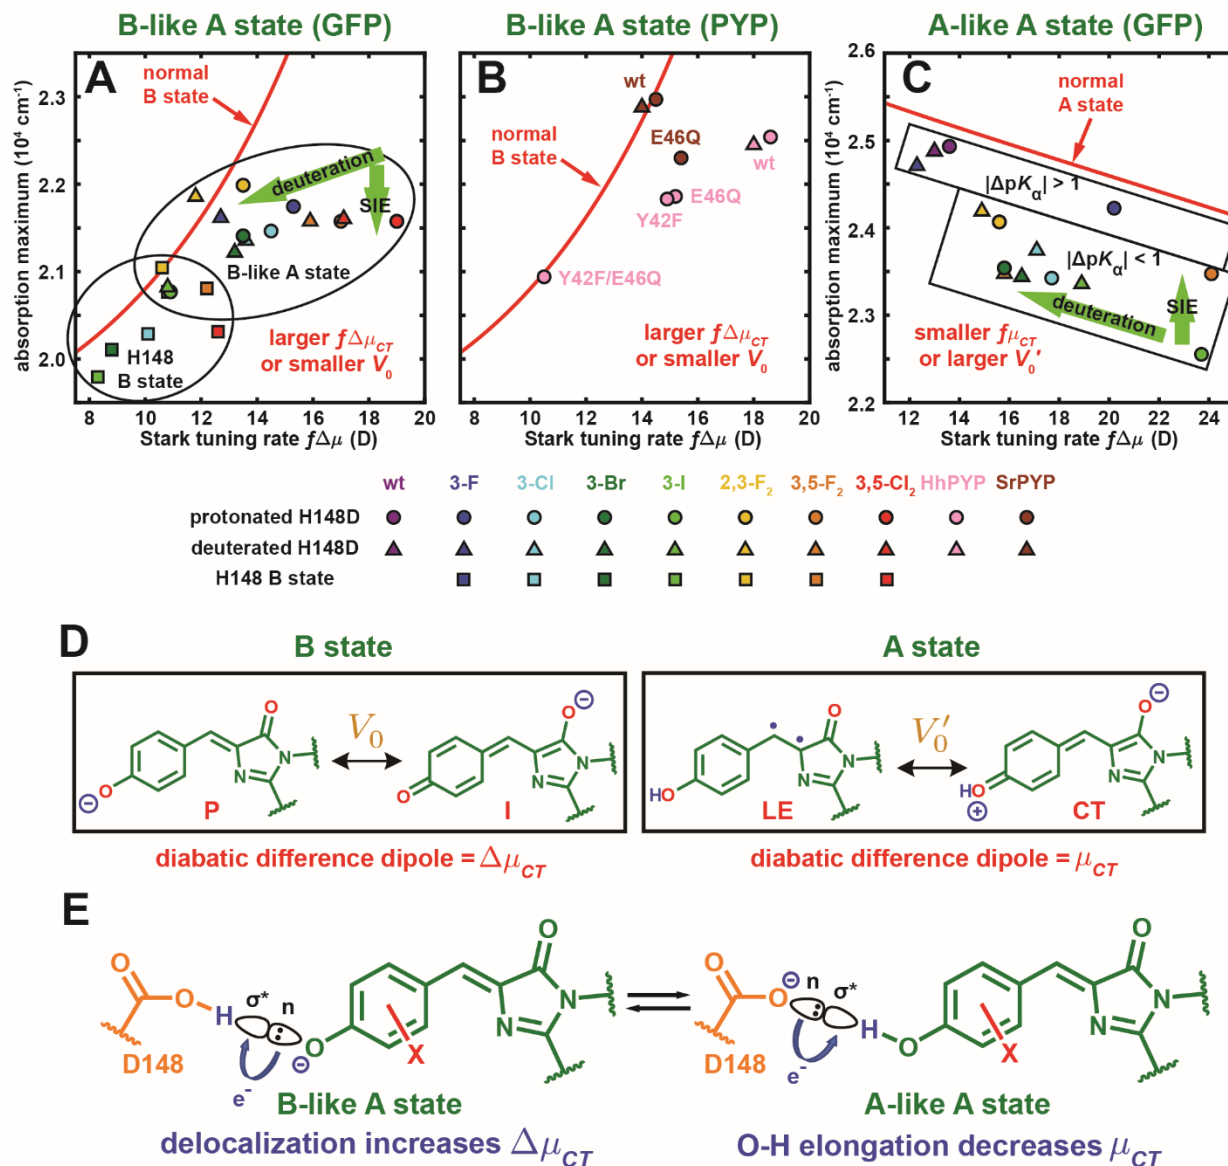 B-like A state (GFP)
B-like A state (PYP)
A-like A state (GFP)
A
normal
B state
deuteration
SIE
B-like A state
H148
B state
larger fΔμCT
or smaller V0
absorption maximum (10⁴ cm⁻¹)
2.3
2.2
2.1
2.0
8 10 12 14 16 18 20
Stark tuning rate fΔμ (D)
B
wt
E46Q
normal
B state
wt
E46Q
Y42F
Y42F/E46Q
larger fΔμCT
or smaller V0
8 10 12 14 16 18 20
Stark tuning rate fΔμ (D)
C
normal
A state
|ΔpKα| > 1
|ΔpKα| < 1
SIE
deuteration
smaller fμCT
or larger V0′
absorption maximum (10⁴ cm⁻¹)
2.6
2.5
2.4
2.3
2.2
12 14 16 18 20 22 24
Stark tuning rate fΔμ (D)
wt 3-F 3-Cl 3-Br 3-I 2,3-F2 3,5-F2 3,5-Cl2 HhPYP SrPYP
protonated H148D
deuterated H148D
H148 B state
D
B state
A state
O
N
N
⊖
O
P
V0
O
⊖
N
N
O
I
O
N
N
HO
LE
V0′
O
⊖
N
N
HO
⊕
CT
diabatic difference dipole = ΔμCT
diabatic difference dipole = μCT
E
O
O
H
σ*
n
e⁻
O
⊖
X
O
N
N
D148
B-like A state
delocalization increases ΔμCT
O
O
⊖
n
σ*
e⁻
H
O
X
O
N
N
D148
A-like A state
O-H elongation decreases μCT